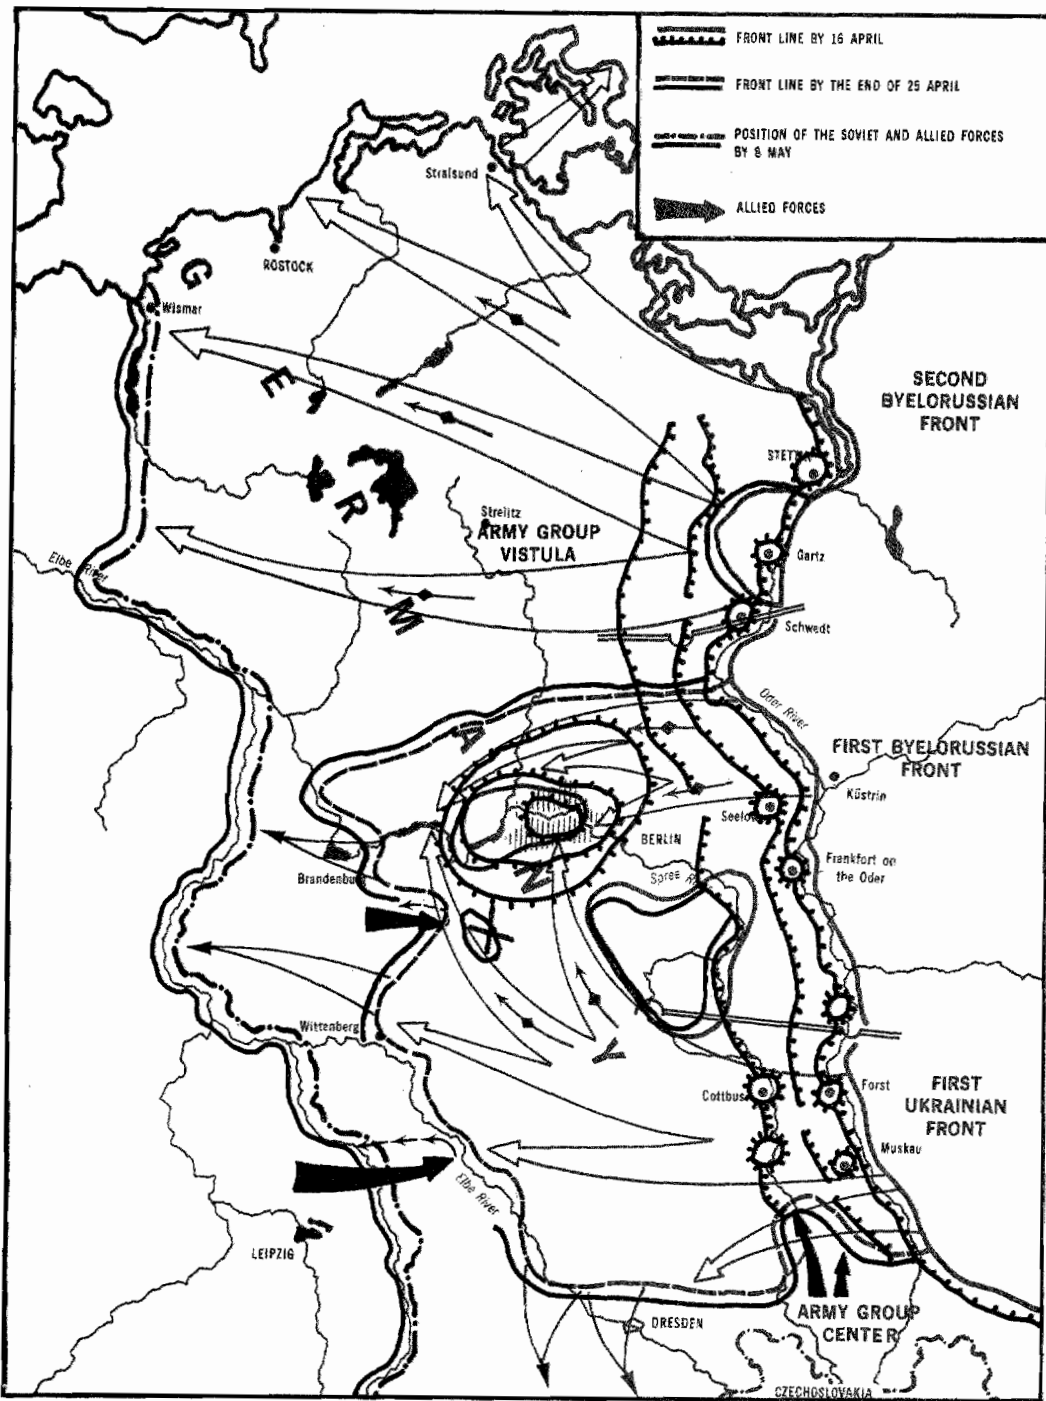 FRONT LINE BY 16 APRIL
FRONT LINE BY THE END OF 25 APRIL
POSITION OF THE SOVIET AND ALLIED FORCES
BY 8 MAY
ALLIED FORCES
Stralsund
ROSTOCK
Wismar
G
E
R
M
A
N
Y
SECOND
BYELORUSSIAN
FRONT
Strelitz
ARMY GROUP
VISTULA
Gartz
Elbe River
Schwedt
Oder River
FIRST BYELORUSSIAN
FRONT
Küstrin
BERLIN
Frankfort on
the Oder
Spree R
Brandenburg
Wittenberg
Cottbus
Forst
FIRST
UKRAINIAN
FRONT
Muskau
Elbe River
LEIPZIG
ARMY GROUP
CENTER
DRESDEN
CZECHOSLOVAKIA